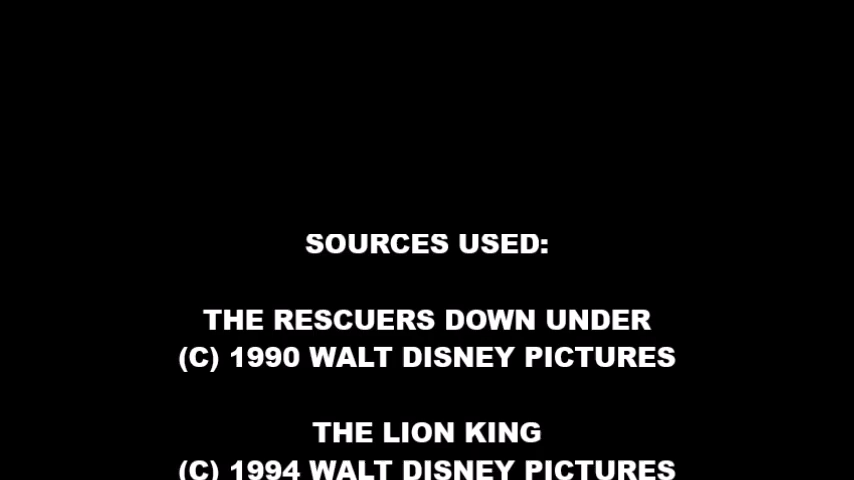 SOURCES USED:
THE RESCUERS DOWN UNDER
(C) 1990 WALT DISNEY PICTURES
THE LION KING
(C) 1994 WALT DISNEY PICTURES